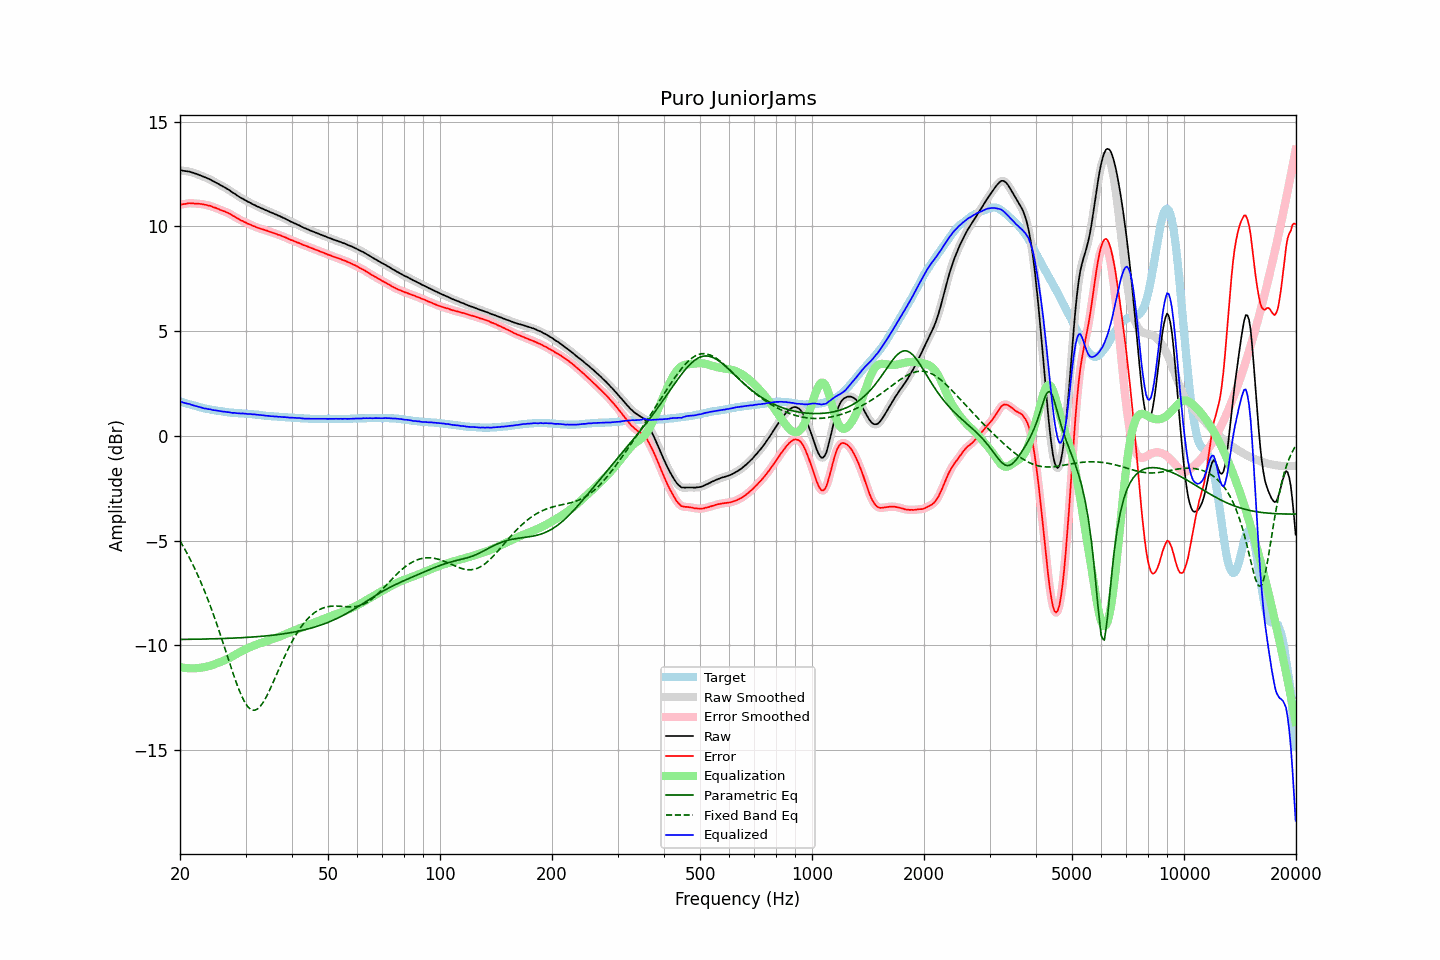 Puro JuniorJams
Amplitude (dBr)
15
10
5
0
−5
−10
−15
Target
Raw Smoothed
Error Smoothed
Raw
Error
Equalization
Parametric Eq
Fixed Band Eq
Equalized
20 50 100 200 500 1000 2000 5000 10000 20000
Frequency (Hz)